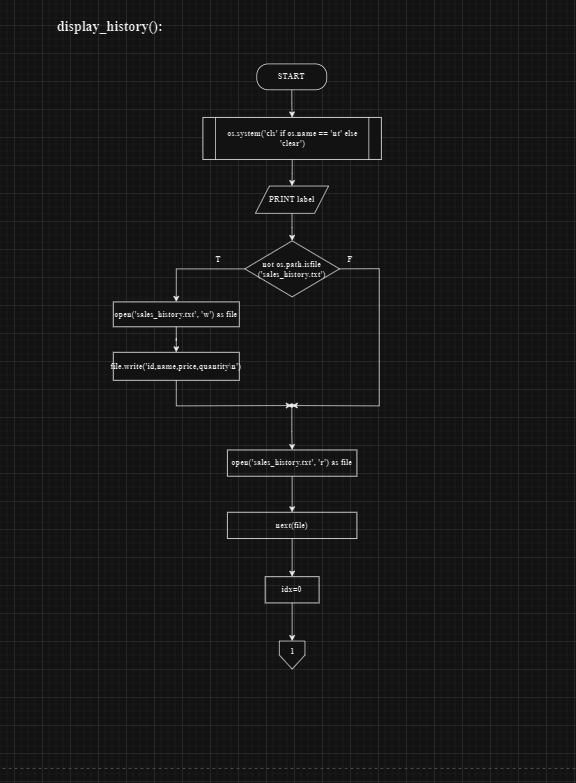 display_history():
START
os.system('cls' if os.name == 'nt' else
'clear')
PRINT label
T
F
not os.path.isfile
('sales_history.txt')
open('sales_history.txt', 'w') as file
file.write('id,name,price,quantity\n')
open('sales_history.txt', 'r') as file
next(file)
idx=0
1